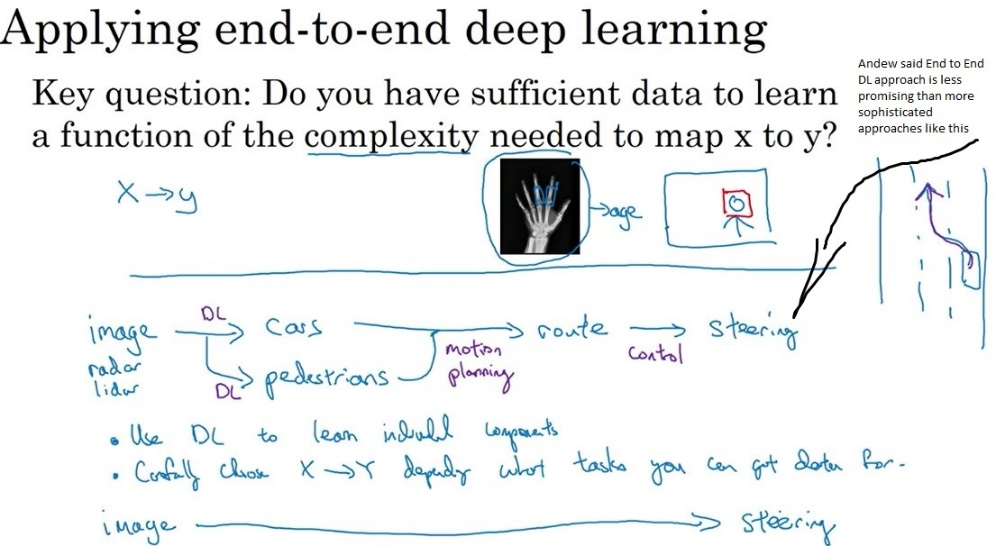 Applying end-to-end deep learning
Key question: Do you have sufficient data to learn
a function of the complexity needed to map x to y?
Andew said End to End
DL approach is less
promising than more
sophisticated
approaches like this
X → y
→ age
image
radar
lidar
DL
cars
DL
pedestrians
motion
planning
route
control
steering
• Use DL to learn individual components
• Carefully choose X → Y depending what tasks you can get data for.
image → steering